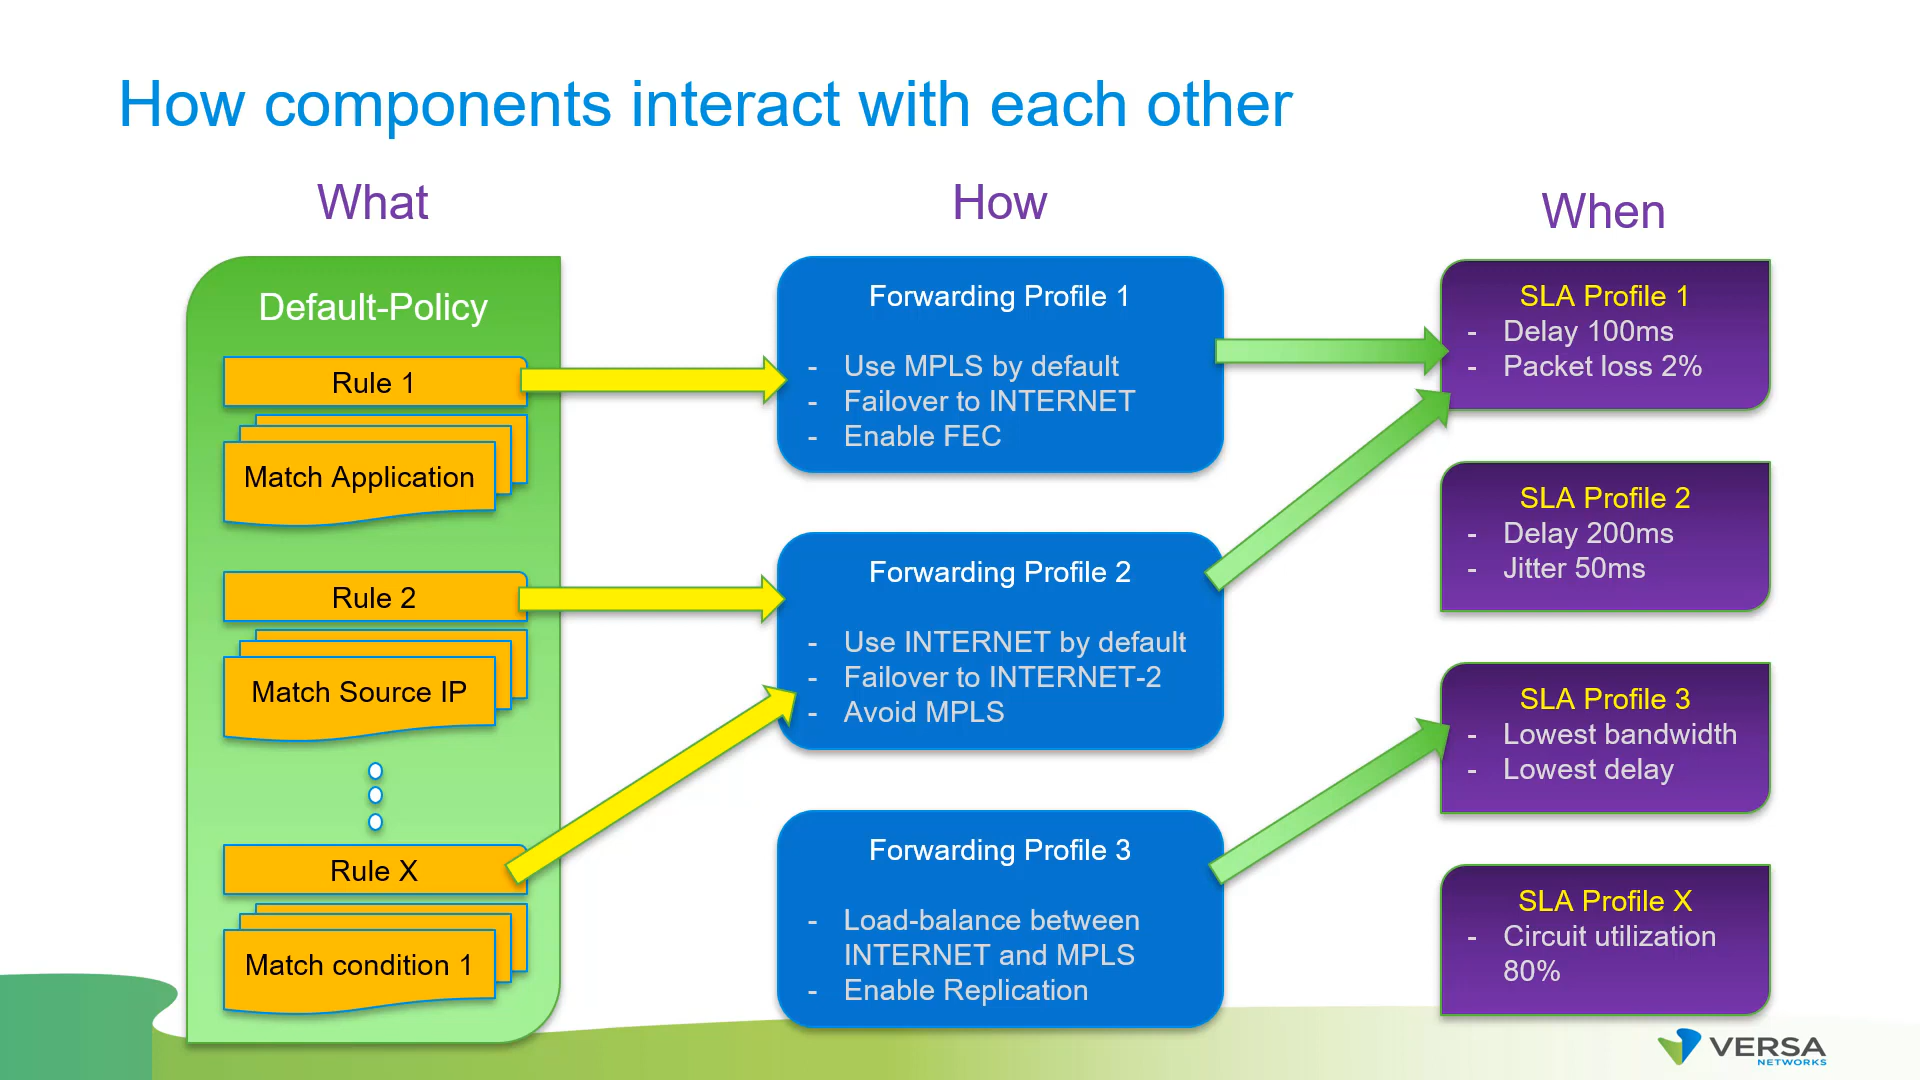 How components interact with each other
What
How
When
Default-Policy
Rule 1
Match Application
Rule 2
Match Source IP
Rule X
Match condition 1
Forwarding Profile 1
- Use MPLS by default
- Failover to INTERNET
- Enable FEC
Forwarding Profile 2
- Use INTERNET by default
- Failover to INTERNET-2
- Avoid MPLS
Forwarding Profile 3
- Load-balance between
INTERNET and MPLS
- Enable Replication
SLA Profile 1
- Delay 100ms
- Packet loss 2%
SLA Profile 2
- Delay 200ms
- Jitter 50ms
SLA Profile 3
- Lowest bandwidth
- Lowest delay
SLA Profile X
- Circuit utilization
80%
VERSA
NETWORKS